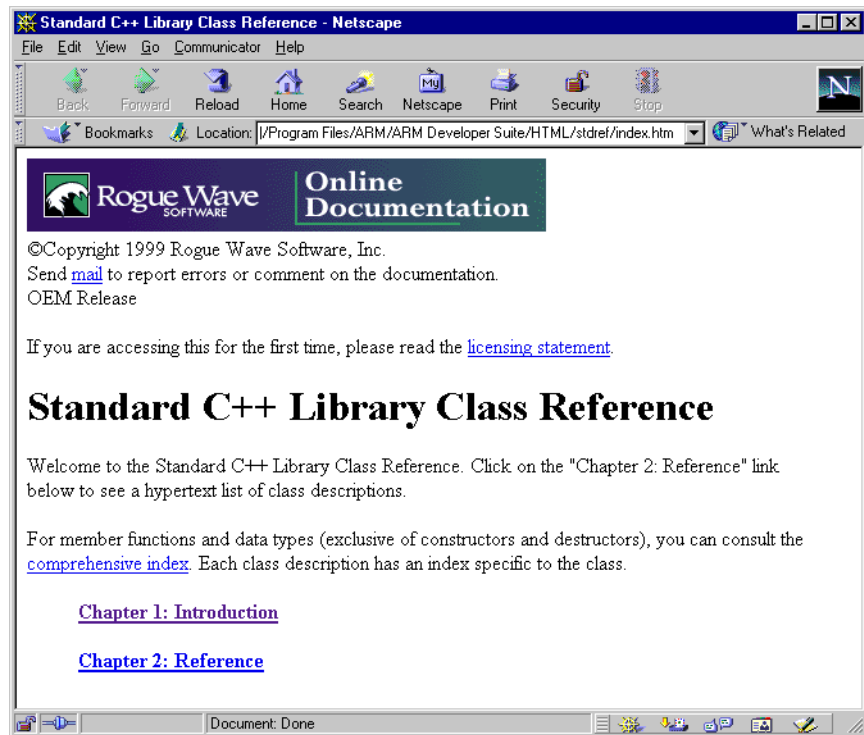 Standard C++ Library Class Reference - Netscape
File Edit View Go Communicator Help
Back Forward Reload Home Search Netscape Print Security Stop
My
N
Bookmarks Location: |/Program Files/ARM/ARM Developer Suite/HTML/stdref/index.htm What's Related
Rogue Wave
SOFTWARE
Online
Documentation
©Copyright 1999 Rogue Wave Software, Inc.
Send mail to report errors or comment on the documentation.
OEM Release
If you are accessing this for the first time, please read the licensing statement.
Standard C++ Library Class Reference
Welcome to the Standard C++ Library Class Reference. Click on the "Chapter 2: Reference" link
below to see a hypertext list of class descriptions.
For member functions and data types (exclusive of constructors and destructors), you can consult the
comprehensive index. Each class description has an index specific to the class.
Chapter 1: Introduction
Chapter 2: Reference
Document: Done